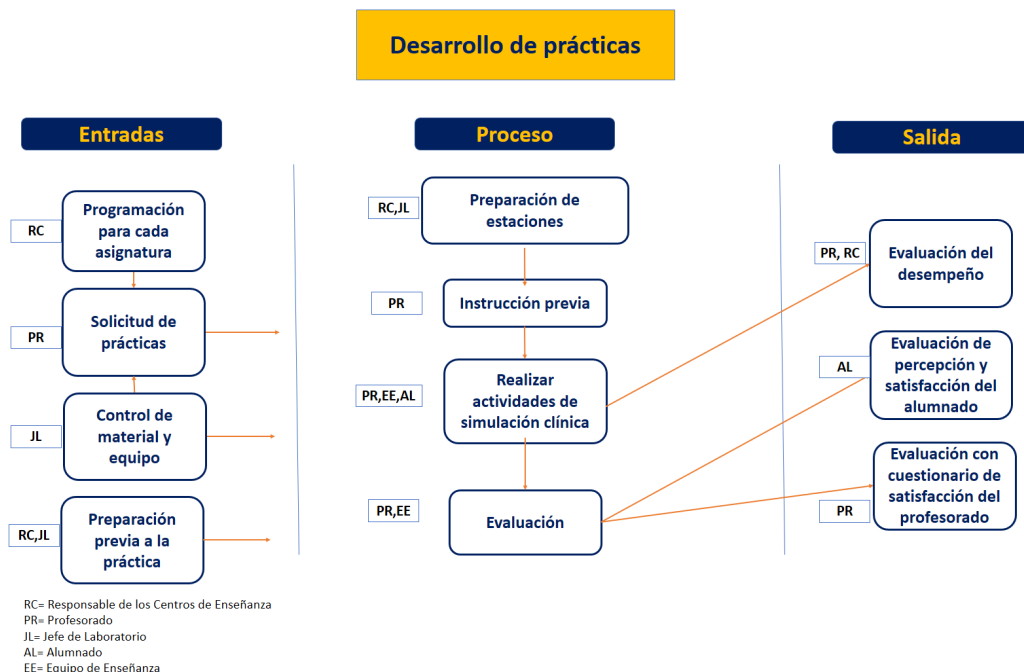 Desarrollo de prácticas
Entradas
RC
Programación
para cada
asignatura
PR
Solicitud de
prácticas
JL
Control de
material y
equipo
RC,JL
Preparación
previa a la
práctica
RC= Responsable de los Centros de Enseñanza
PR= Profesorado
JL= Jefe de Laboratorio
AL= Alumnado
EE= Equipo de Enseñanza
Proceso
RC,JL
Preparación de
estaciones
PR
Instrucción previa
PR,EE,AL
Realizar
actividades de
simulación clínica
PR,EE
Evaluación
Salida
PR, RC
Evaluación del
desempeño
AL
Evaluación de
percepción y
satisfacción del
alumnado
PR
Evaluación con
cuestionario de
satisfacción del
profesorado